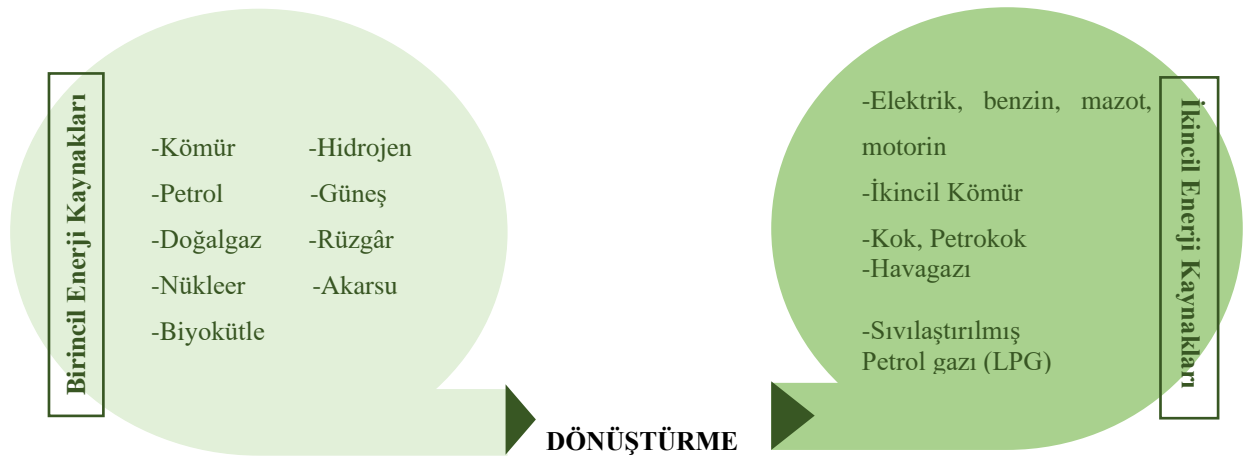 Birincil Enerji Kaynakları
-Kömür -Hidrojen
-Petrol -Güneş
-Doğalgaz -Rüzgâr
-Nükleer -Akarsu
-Biyokütle
DÖNÜŞTÜRME
-Elektrik, benzin, mazot,
motorin
-İkincil Kömür
-Kok, Petrokok
-Havagazı
-Sıvılaştırılmış
Petrol gazı (LPG)
İkincil Enerji Kaynakları